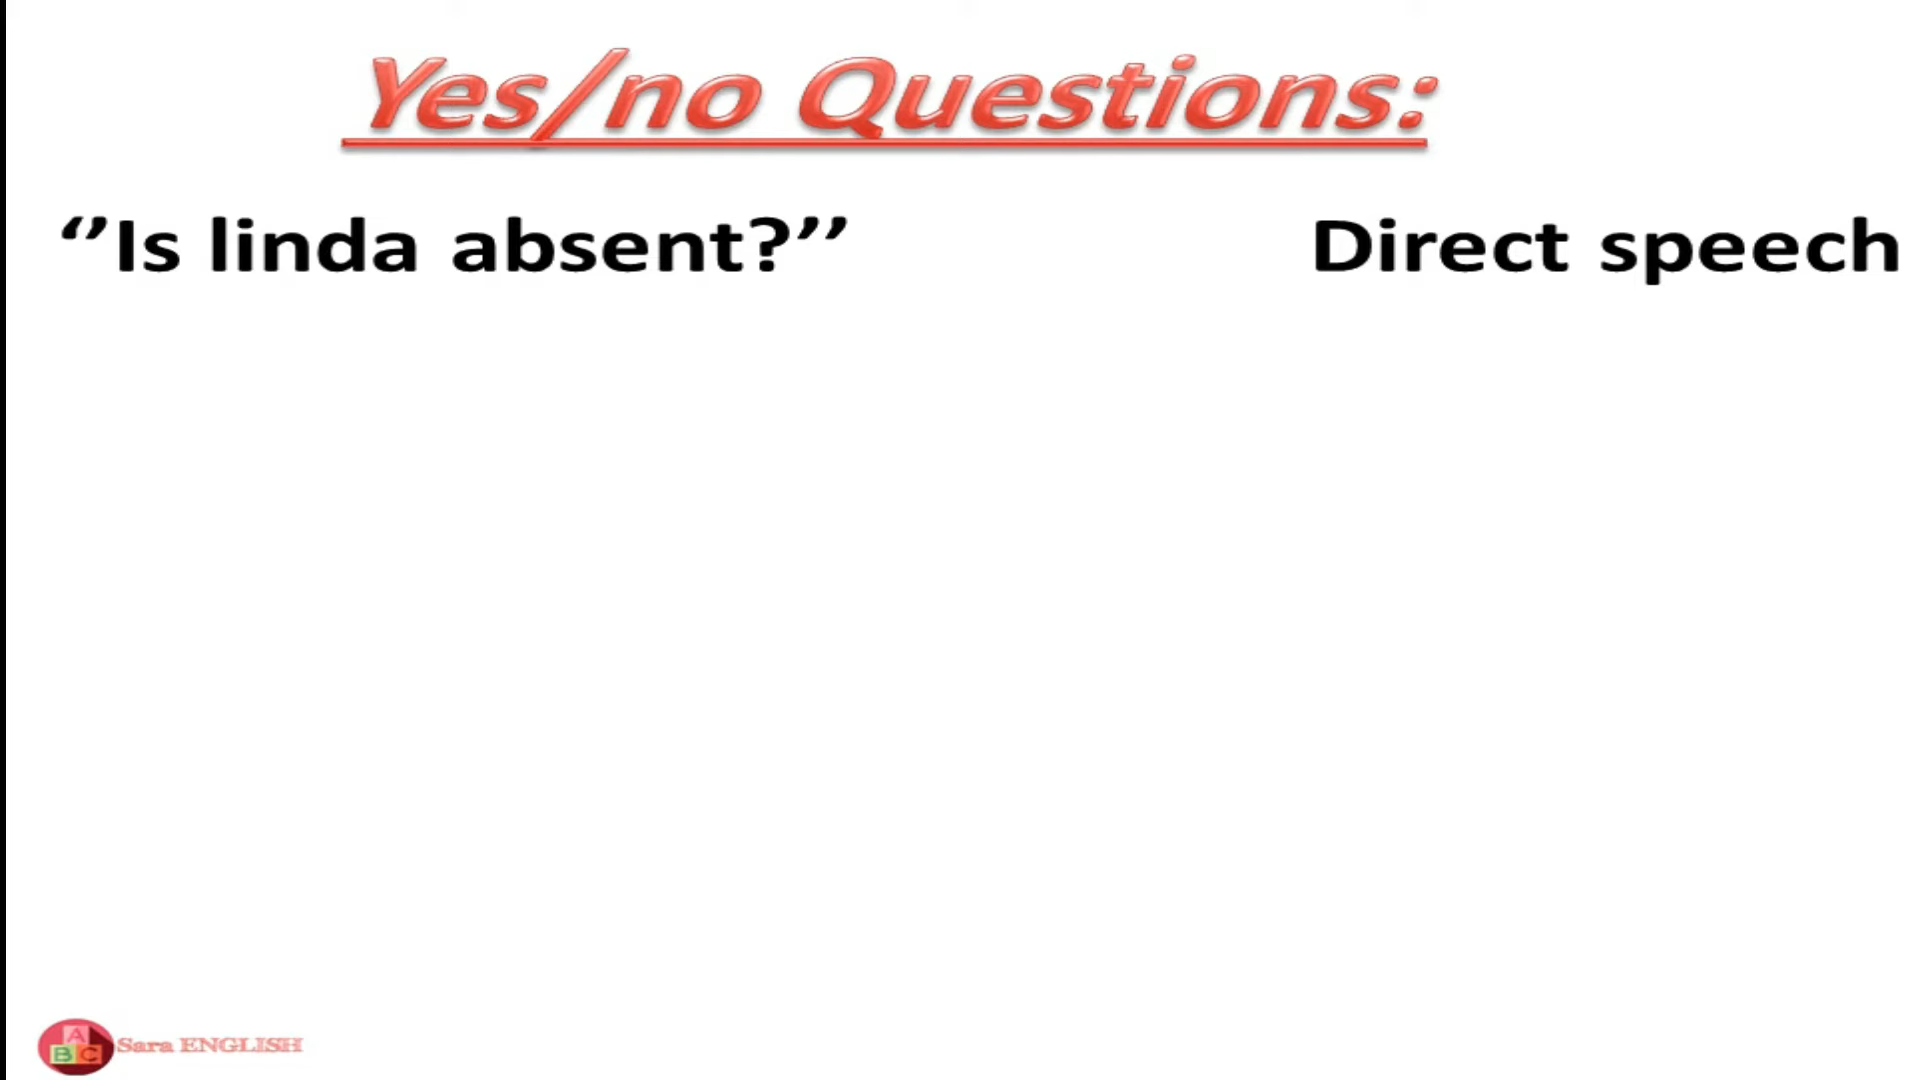 Yes/no Questions:
‘’Is linda absent?’’ Direct speech
A
B C Sara ENGLISH